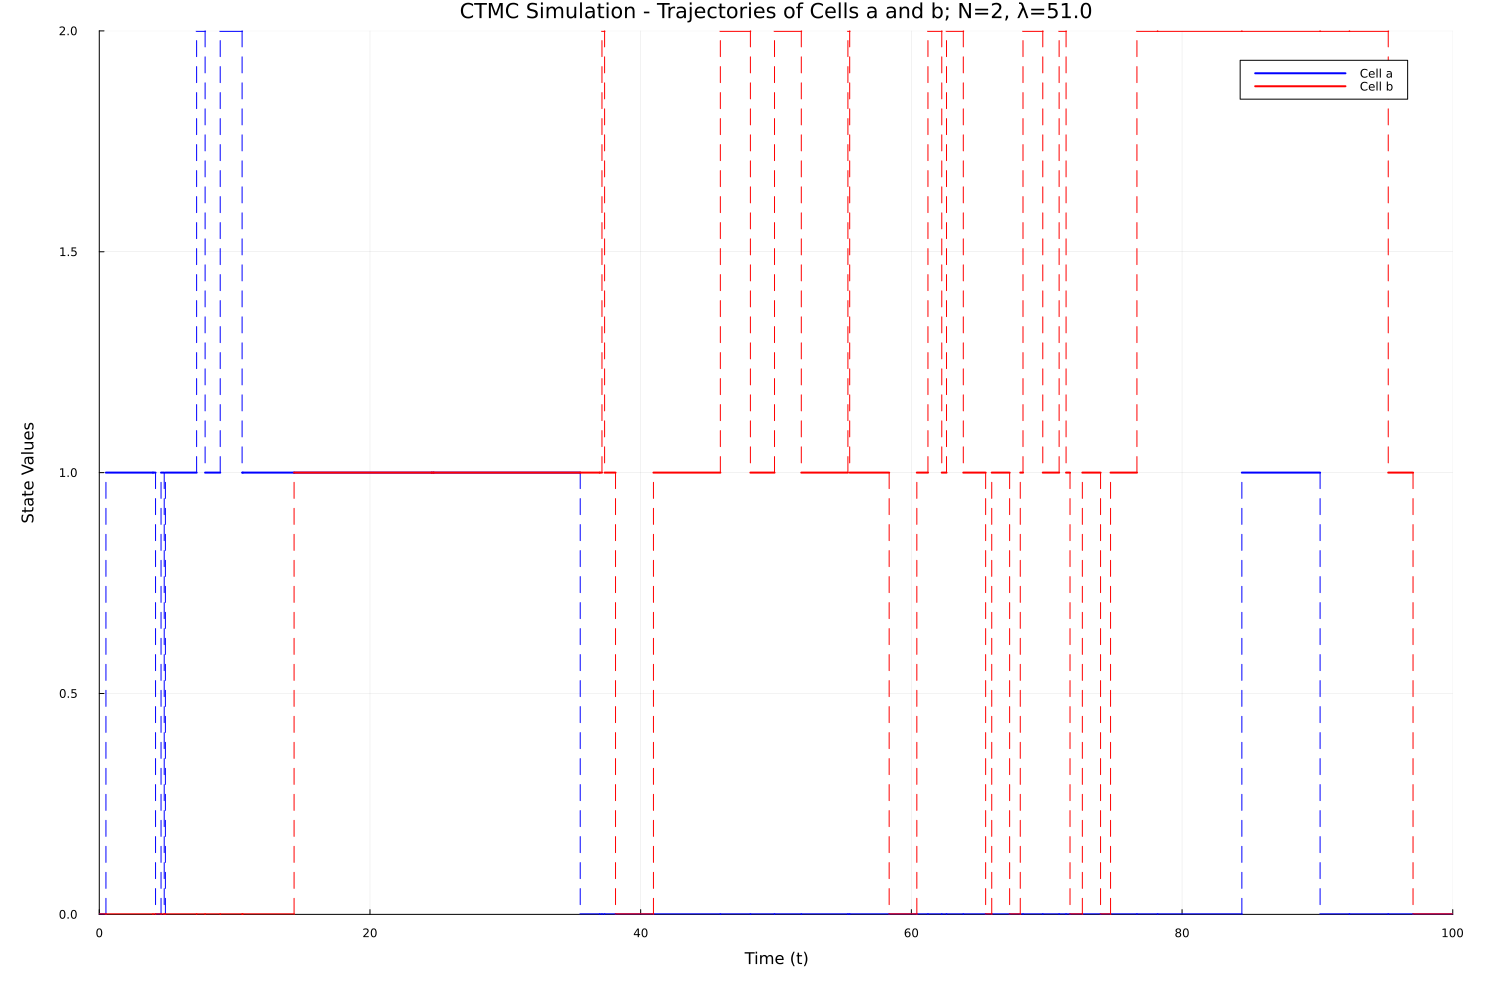 CTMC Simulation - Trajectories of Cells a and b; N=2, λ=51.0
2.0
Cell a
Cell b
1.5
1.0
State Values
0.5
0.0
0 20 40 60 80 100
Time (t)